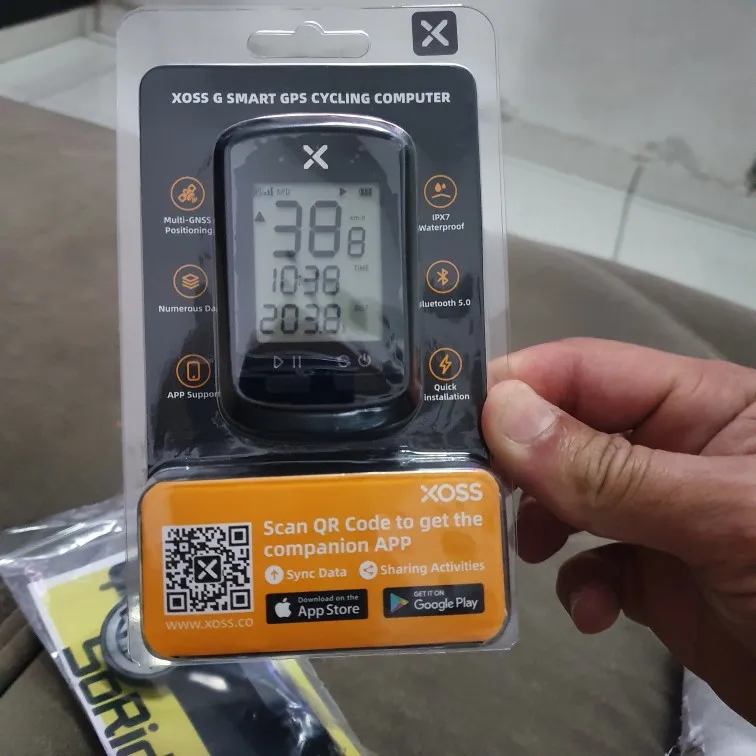 XOSS G SMART GPS CYCLING COMPUTER
Multi-GNSS
Positioning
Numerous
APP Support
38
8
km/h
10:38
TIME
203.8
IPX7
Waterproof
Bluetooth 5.0
Quick
installation
XOSS
Scan QR Code to get the
companion APP
Sync Data
Sharing Activities
WWW.XOSS.CO
Download on the
App Store
GET IT ON
Google Play